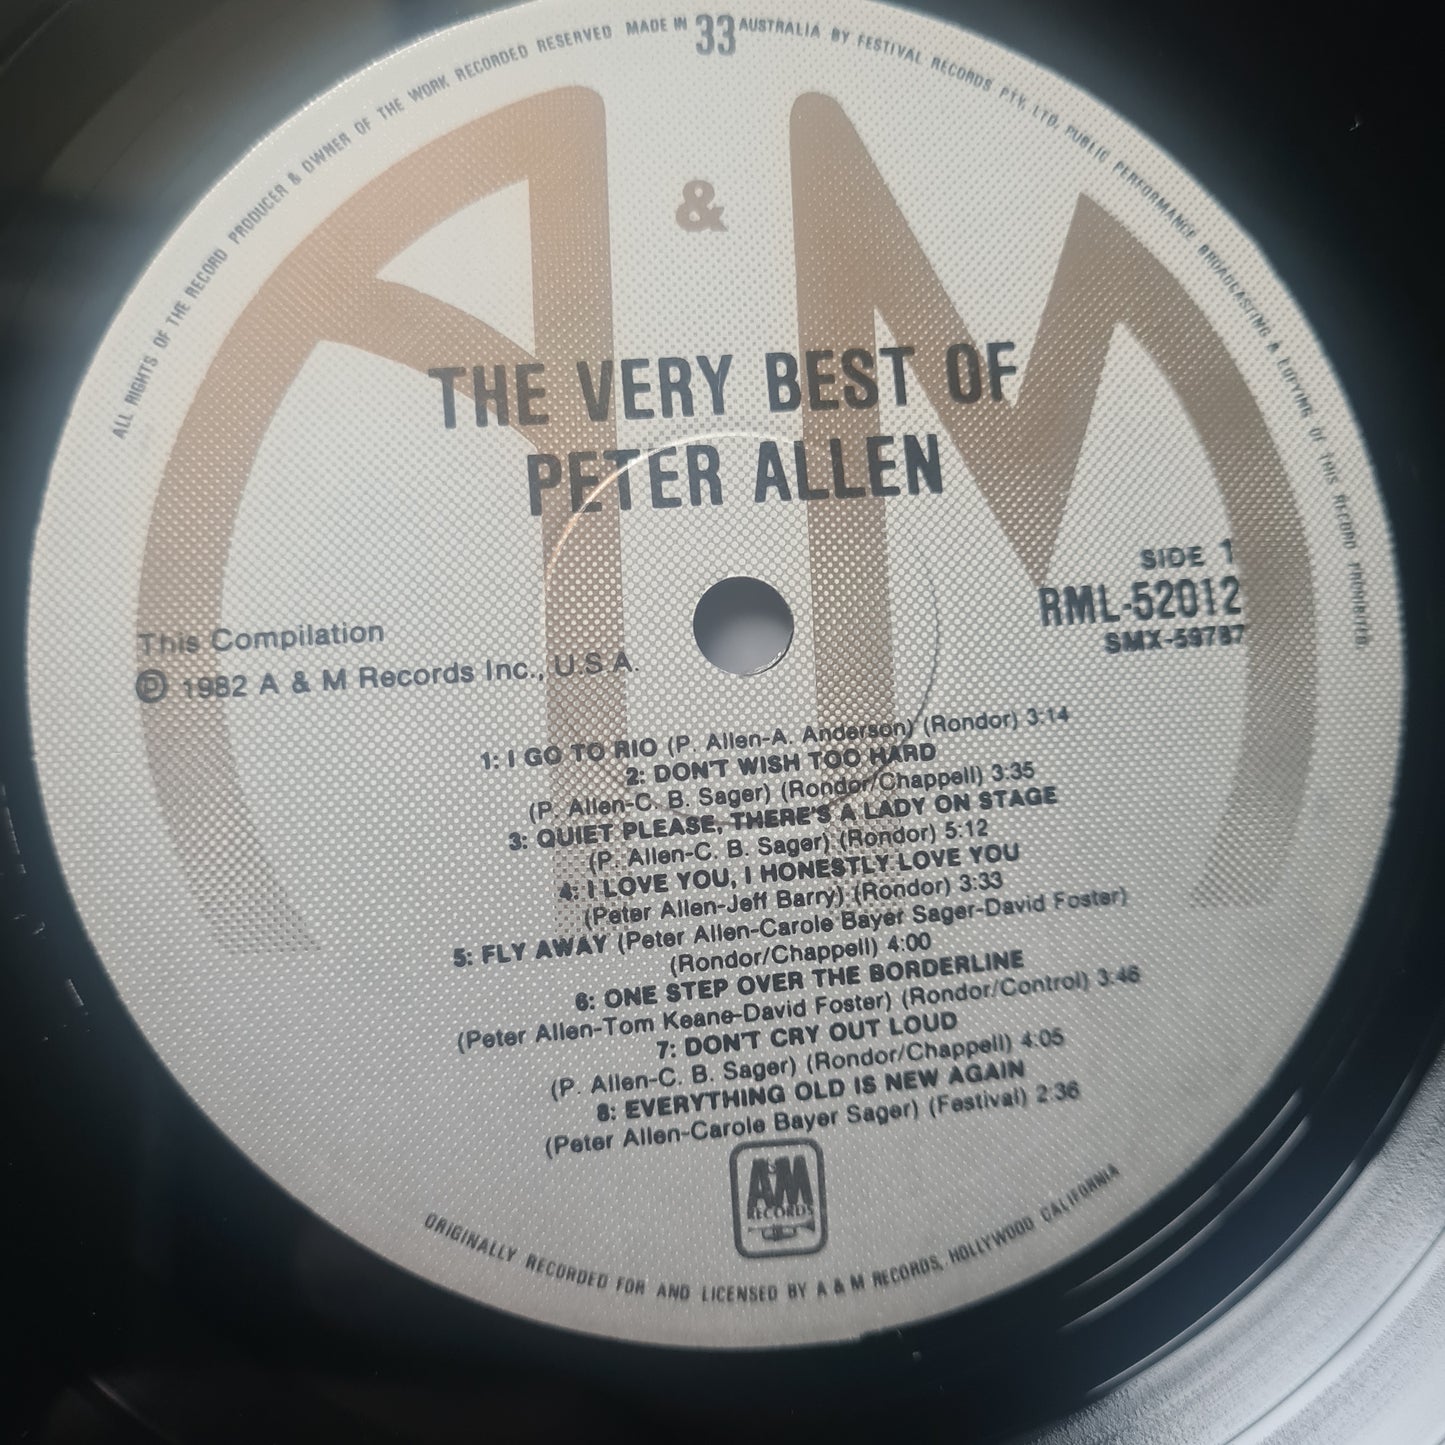 ALL RIGHTS OF THE RECORD PRODUCER & OWNER OF THE WORK RECORDED RESERVED MADE IN 33 AUSTRALIA BY FESTIVAL RECORDS PTY. LTD. PUBLIC PERFORMANCE BROADCASTING & COPYING OF THIS RECORD PROHIBITED.
A & M
THE VERY BEST OF
PETER ALLEN
SIDE 1
RML-52012
SMX-59787
This Compilation
Ⓟ 1982 A & M Records Inc., U.S.A.
1: I GO TO RIO (P. Allen-A. Anderson) (Rondor) 3:14
2: DON'T WISH TOO HARD
(P. Allen-C. B. Sager) (Rondor/Chappell) 3:35
3: QUIET PLEASE, THERE'S A LADY ON STAGE
(P. Allen-C. B. Sager) (Rondor) 5:12
4: I LOVE YOU, I HONESTLY LOVE YOU
(Peter Allen-Jeff Barry) (Rondor) 3:33
5: FLY AWAY (Peter Allen-Carole Bayer Sager-David Foster)
(Rondor/Chappell) 4:00
6: ONE STEP OVER THE BORDERLINE
(Peter Allen-Tom Keane-David Foster) (Rondor/Control) 3:46
7: DON'T CRY OUT LOUD
(P. Allen-C. B. Sager) (Rondor/Chappell) 4:05
8: EVERYTHING OLD IS NEW AGAIN
(Peter Allen-Carole Bayer Sager) (Festival) 2:36
A&M
RECORDS
ORIGINALLY RECORDED FOR AND LICENSED BY A & M RECORDS, HOLLYWOOD CALIFORNIA